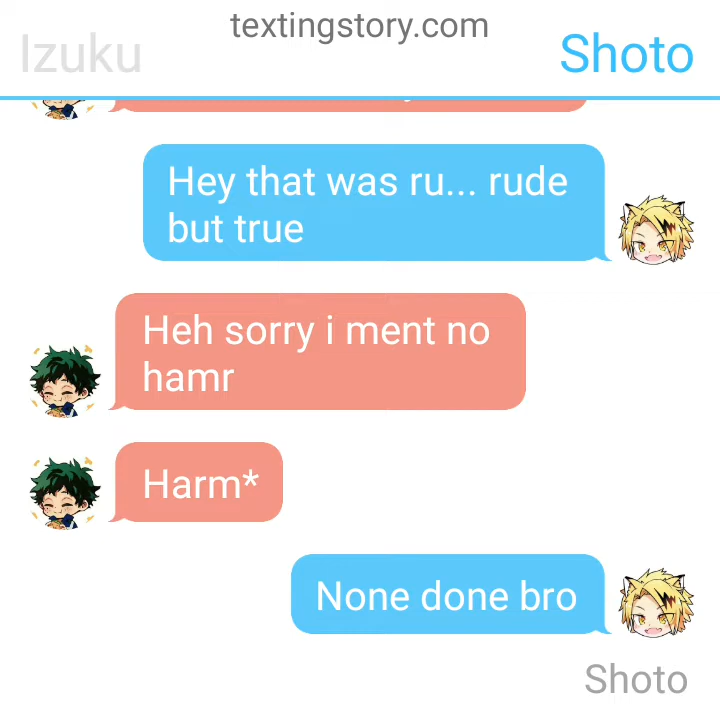 textingstory.com
Izuku
Shoto
Hey that was ru... rude
but true
Heh sorry i ment no
hamr
Harm*
None done bro
Shoto